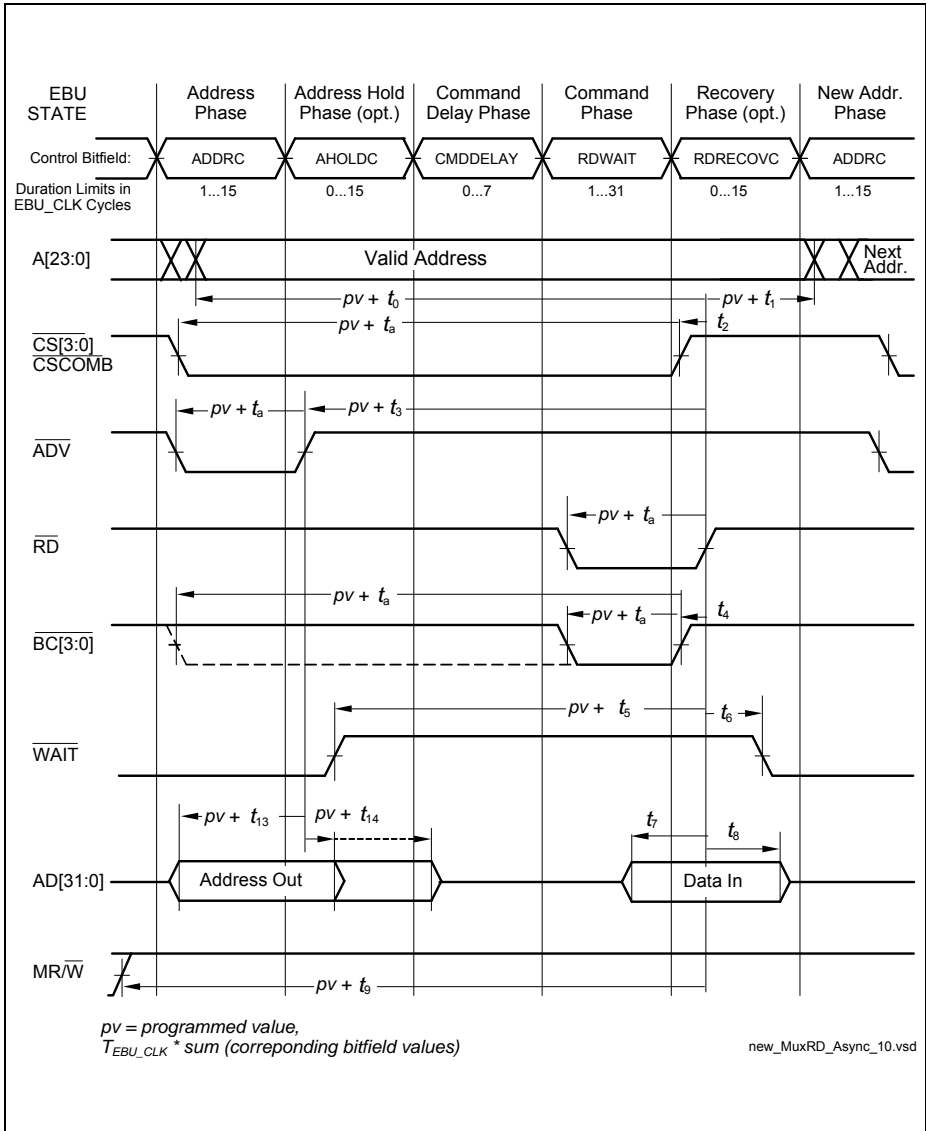 EBU STATE
Address Phase
Address Hold Phase (opt.)
Command Delay Phase
Command Phase
Recovery Phase (opt.)
New Addr. Phase
Control Bitfield: ADDRC AHOLDC CMDDELAY RDWAIT RDRECOVC ADDRC
Duration Limits in EBU_CLK Cycles
1...15 0...15 0...7 1...31 0...15 1...15
A[23:0] Valid Address Next Addr.
pv + t0 pv + t1
pv + ta t2
CS[3:0]
CSCOMB
pv + ta pv + t3
ADV
pv + ta
RD
pv + ta
pv + ta t4
BC[3:0]
pv + t5 t6
WAIT
pv + t13 pv + t14 t7 t8
AD[31:0] Address Out Data In
MR/W
pv + t9
pv = programmed value,
TEBU_CLK * sum (correponding bitfield values)
new_MuxRD_Async_10.vsd